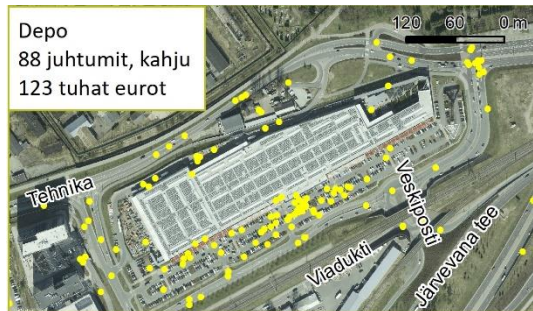 Depo
88 juhtumit, kahju
123 tuhat eurot
120 60 0 m
Tehnika
Veskiposti
Viadukti
Järvevana tee